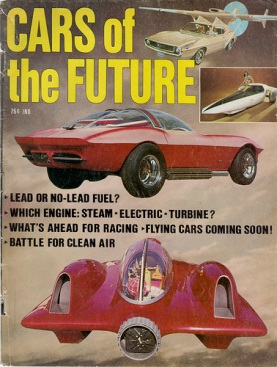 CARS of
the FUTURE
• LEAD OR NO-LEAD FUEL?
• WHICH ENGINE: STEAM • ELECTRIC • TURBINE?
• WHAT'S AHEAD FOR RACING • FLYING CARS COMING SOON!
• BATTLE FOR CLEAN AIR